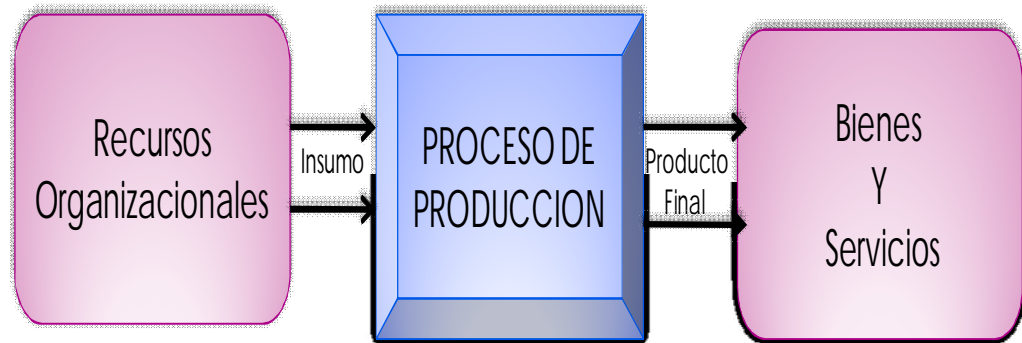 Recursos
Organizacionales
Insumo
PROCESO DE
PRODUCCION
Producto
Final
Bienes
Y
Servicios